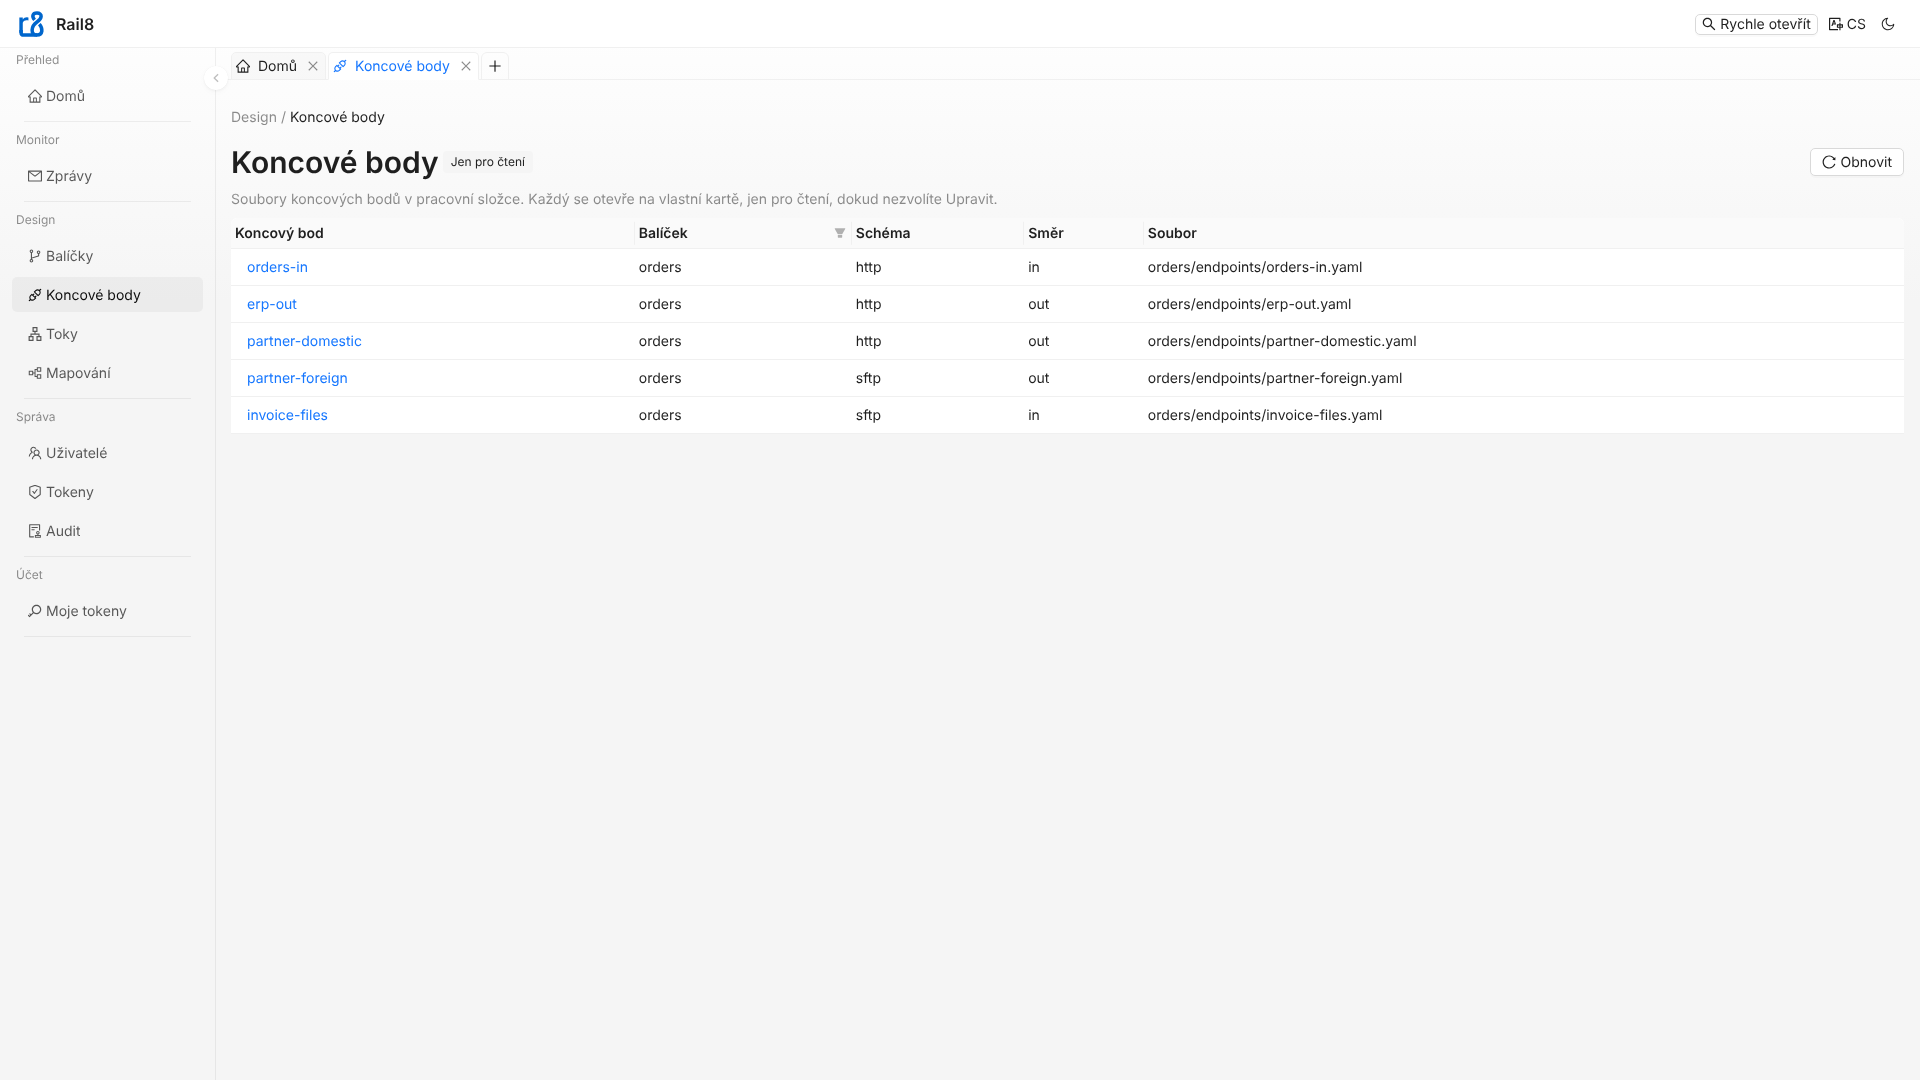 Rail8
Rychle otevřít
CS
Přehled
Domů
Monitor
Zprávy
Design
Balíčky
Koncové body
Toky
Mapování
Správa
Uživatelé
Tokeny
Audit
Účet
Moje tokeny
Domů
Koncové body
Design / Koncové body
Koncové body Jen pro čtení
Obnovit
Soubory koncových bodů v pracovní složce. Každý se otevře na vlastní kartě, jen pro čtení, dokud nezvolíte Upravit.
Koncový bod Balíček Schéma Směr Soubor
orders-in orders http in orders/endpoints/orders-in.yaml
erp-out orders http out orders/endpoints/erp-out.yaml
partner-domestic orders http out orders/endpoints/partner-domestic.yaml
partner-foreign orders sftp out orders/endpoints/partner-foreign.yaml
invoice-files orders sftp in orders/endpoints/invoice-files.yaml